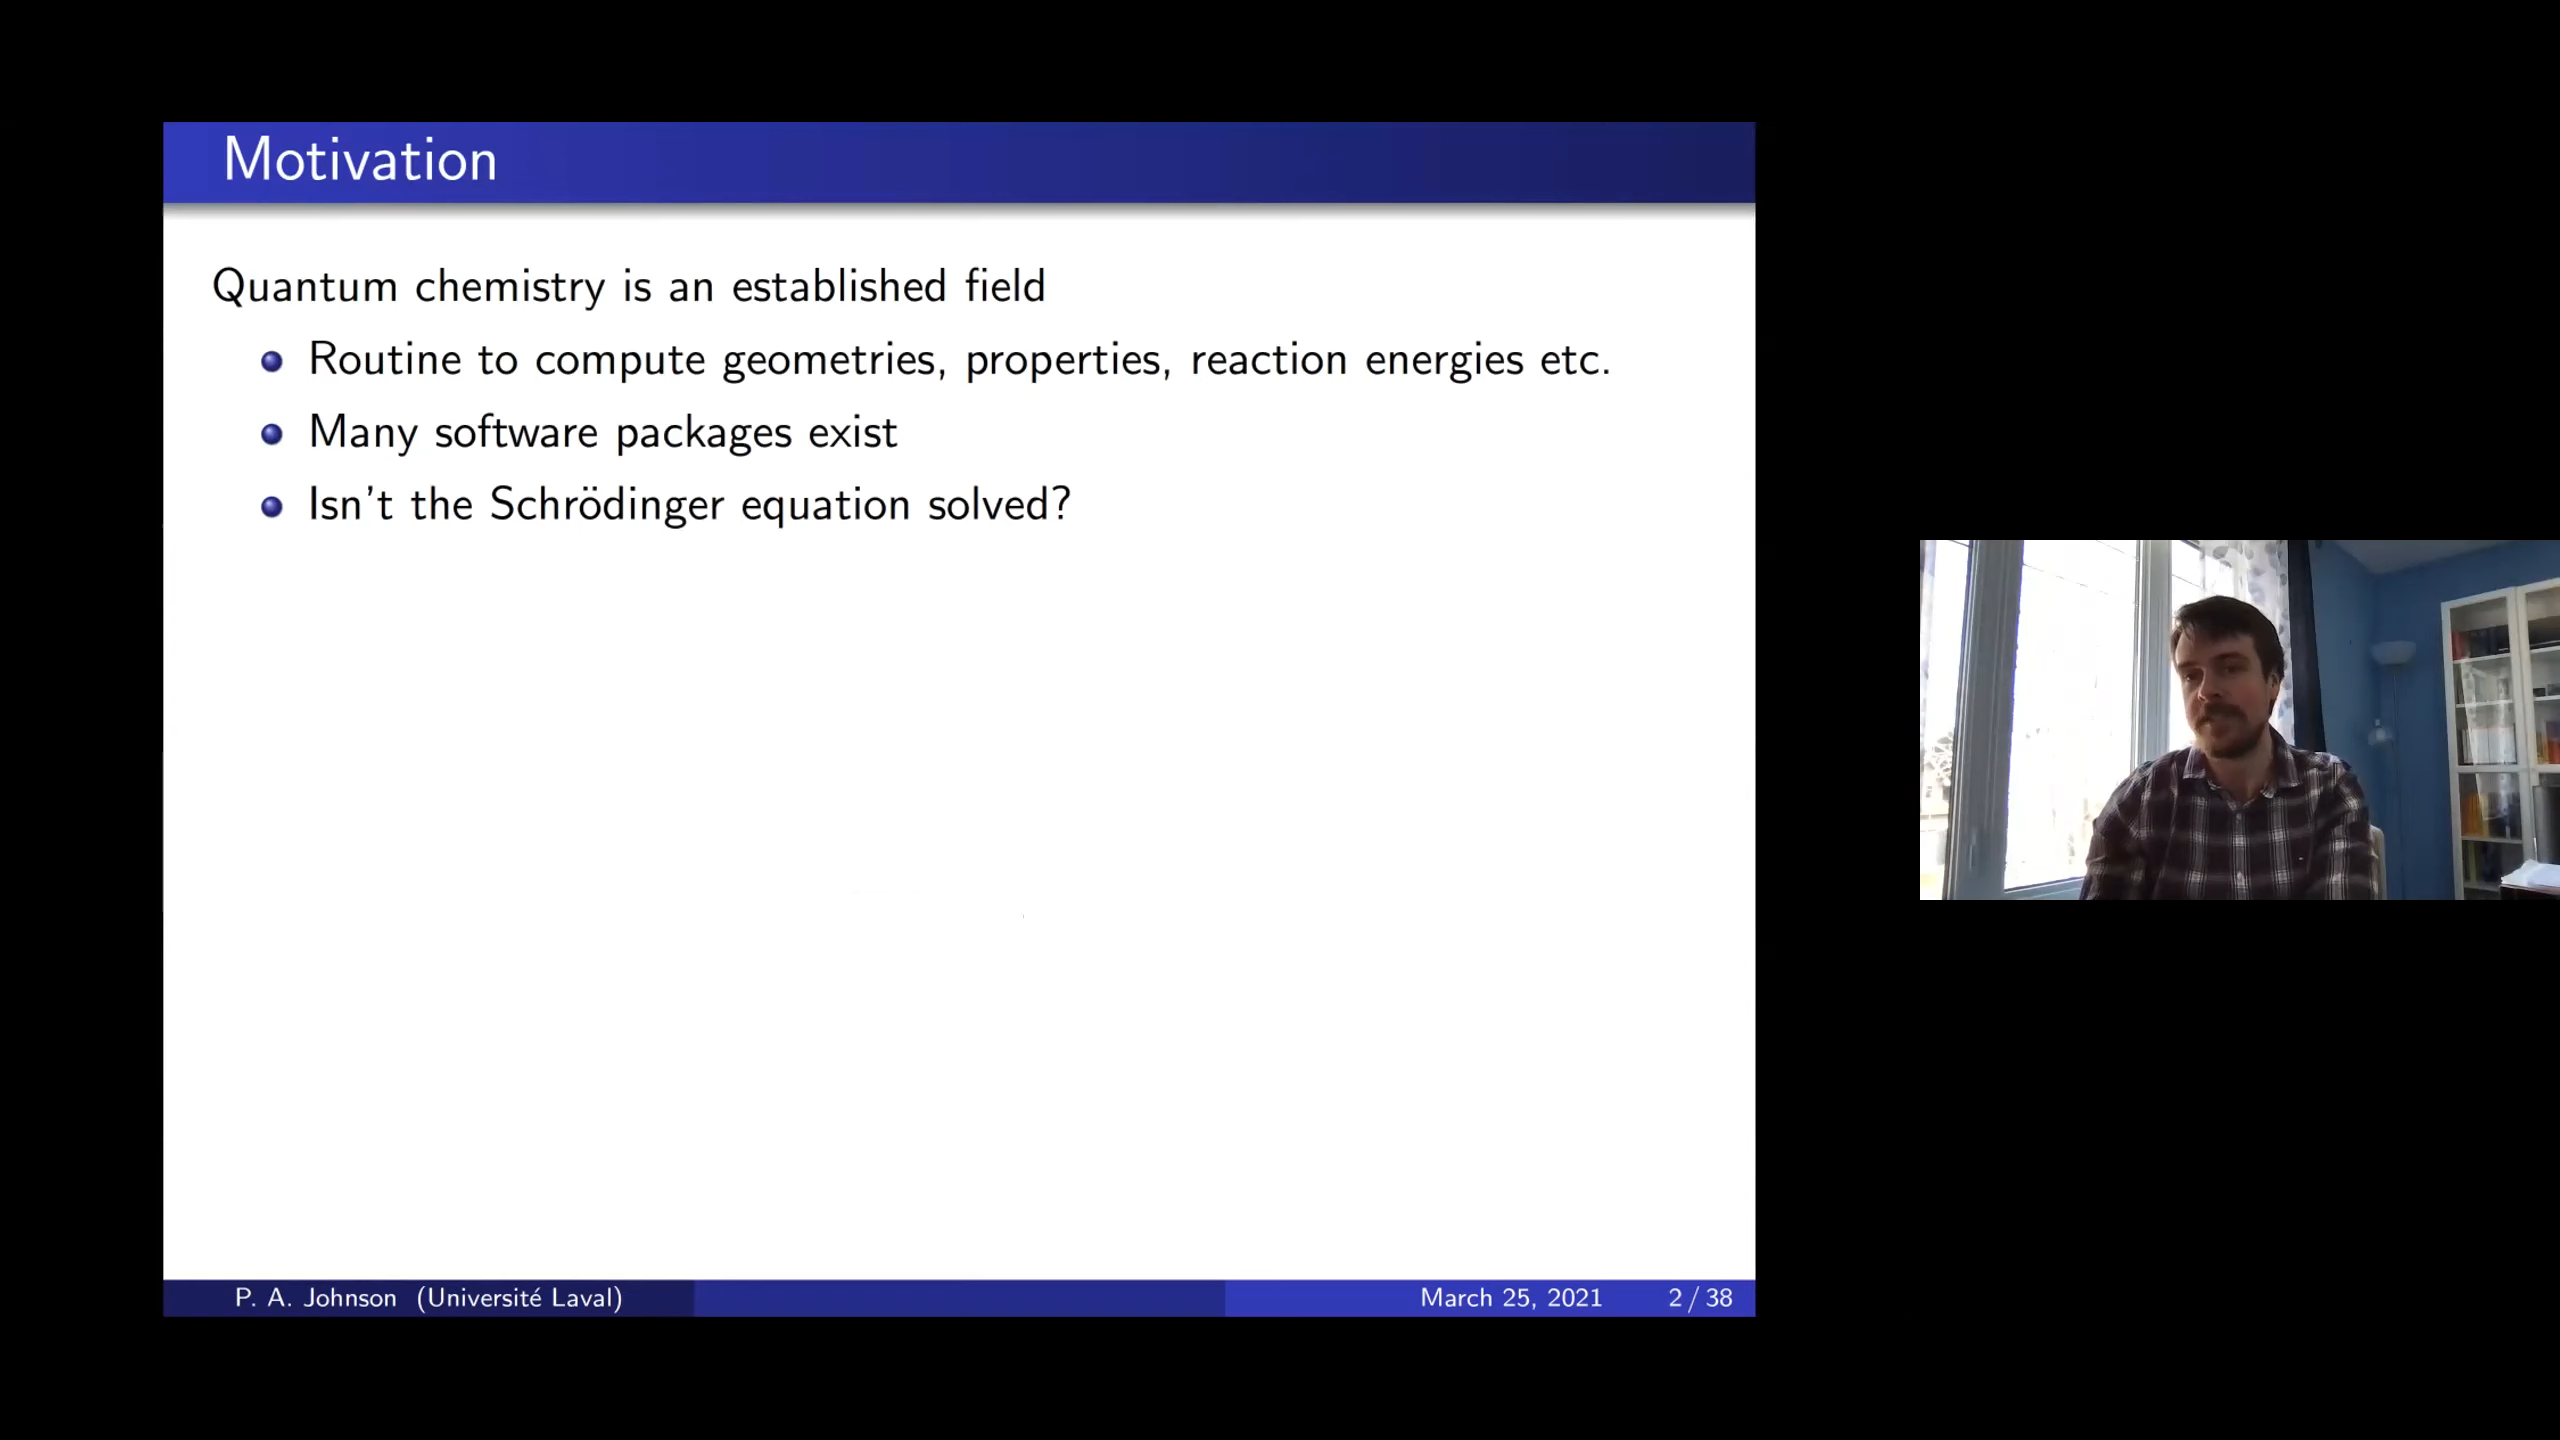 Motivation
Quantum chemistry is an established field
Routine to compute geometries, properties, reaction energies etc.
Many software packages exist
Isn't the Schrödinger equation solved?
P. A. Johnson (Université Laval)
March 25, 2021
2 / 38